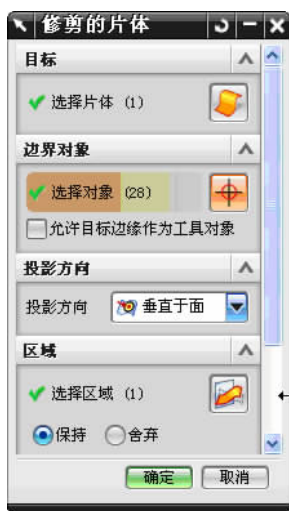 修剪的片体
目标
选择片体 (1)
边界对象
选择对象 (28)
允许目标边缘作为工具对象
投影方向
投影方向 垂直于面
区域
选择区域 (1)
保持 舍弃
确定 取消